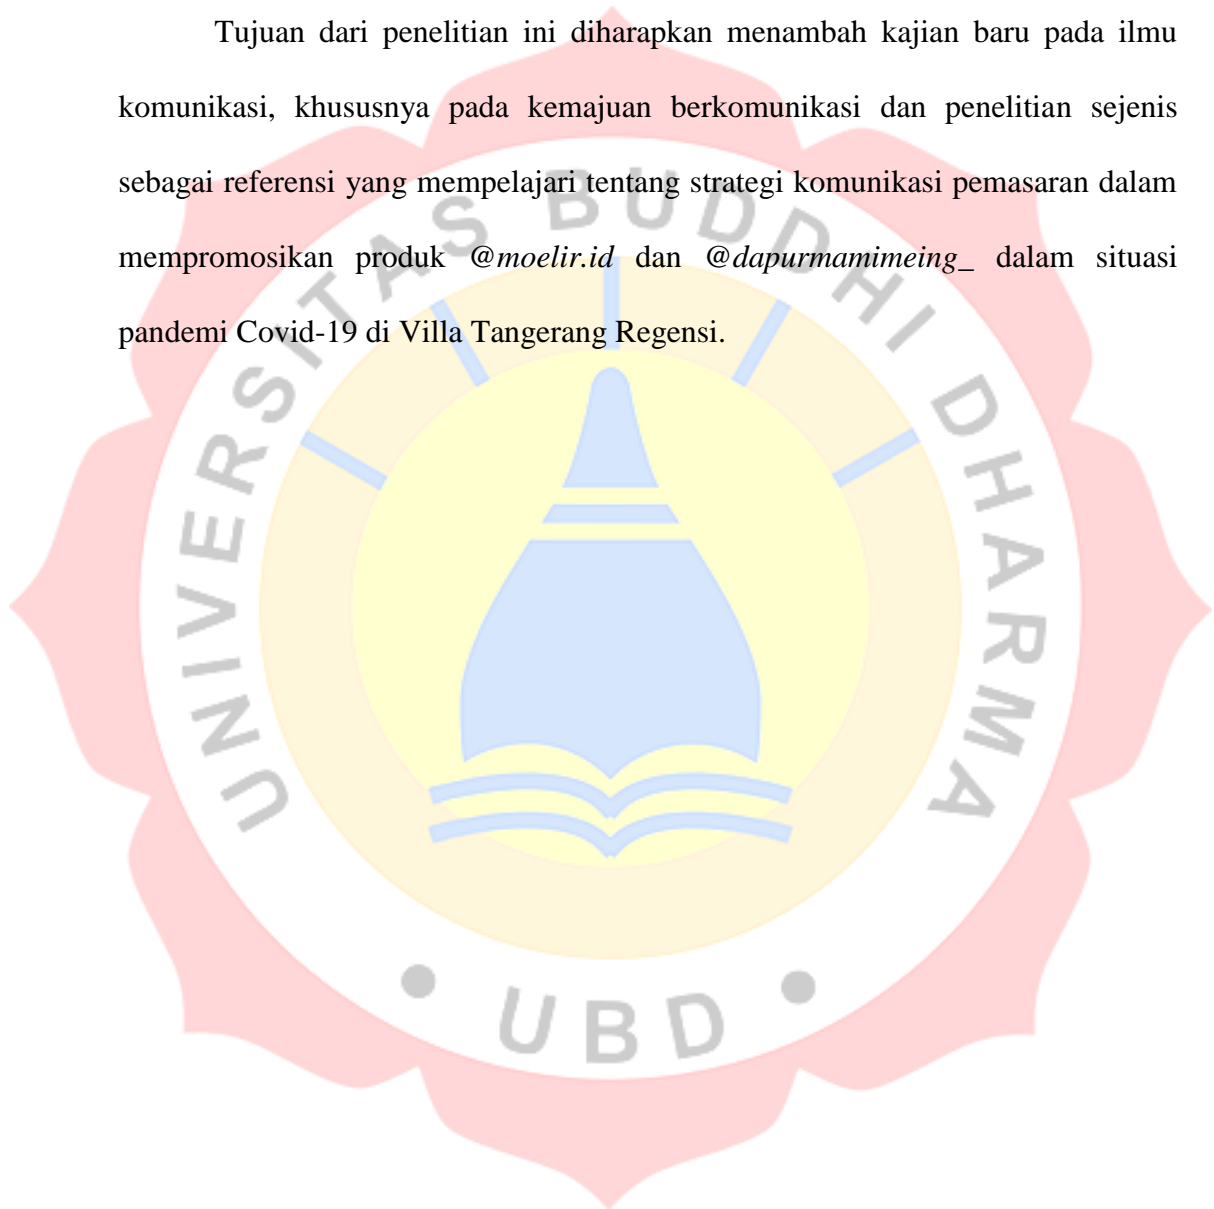 Tujuan dari penelitian ini diharapkan menambah kajian baru pada ilmu
komunikasi, khususnya pada kemajuan berkomunikasi dan penelitian sejenis
sebagai referensi yang mempelajari tentang strategi komunikasi pemasaran dalam
mempromosikan produk @moelir.id dan @dapurmamimeing_ dalam situasi
pandemi Covid-19 di Villa Tangerang Regensi.
UNIVERSITAS BUDDHI DHARMA
• UBD •